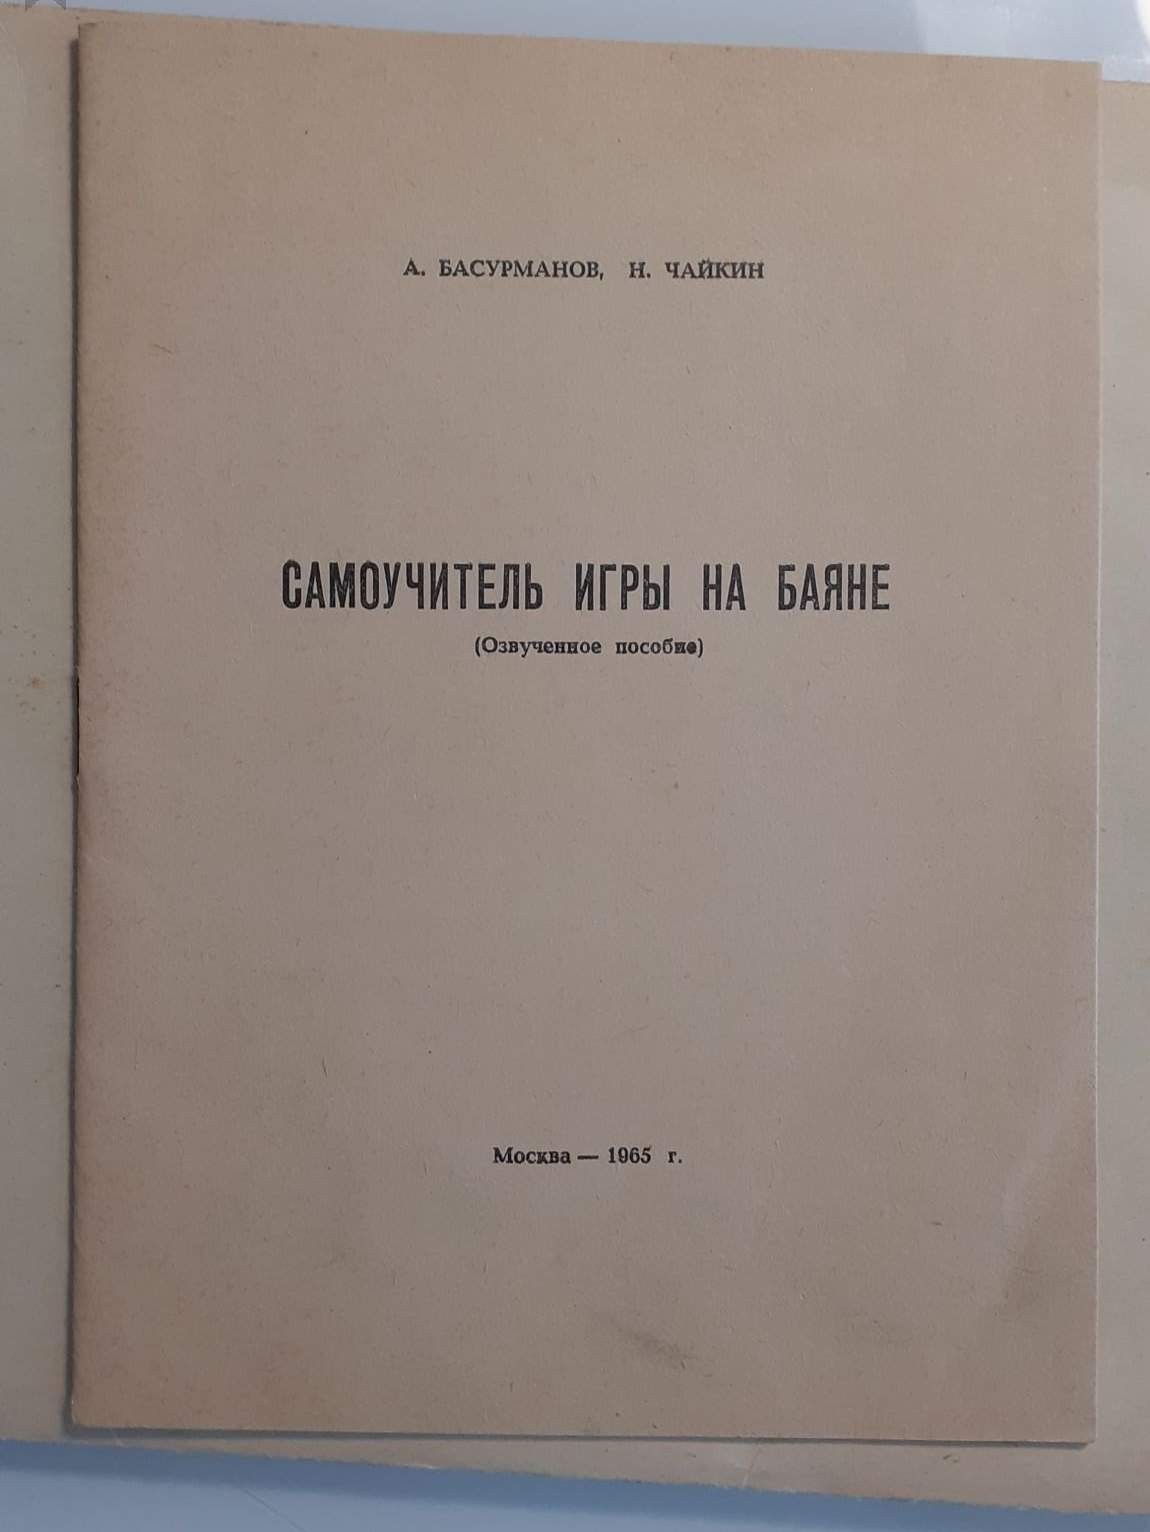 А. БАСУРМАНОВ, Н. ЧАЙКИН
САМОУЧИТЕЛЬ ИГРЫ НА БАЯНЕ
(Озвученное пособие)
Москва — 1965 г.